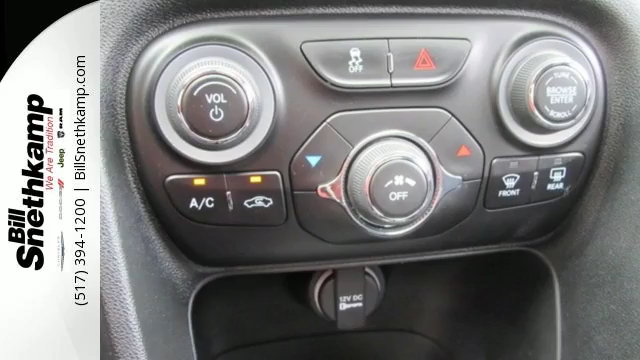 Bill
Snethkamp
We Are Tradition
Jeep
RAM
(517) 394-1200 | BillSnethkamp.com
OFF
VOL
TUNE
BROWSE
ENTER
SCROLL
OFF
A/C
FRONT
REAR
12V DC